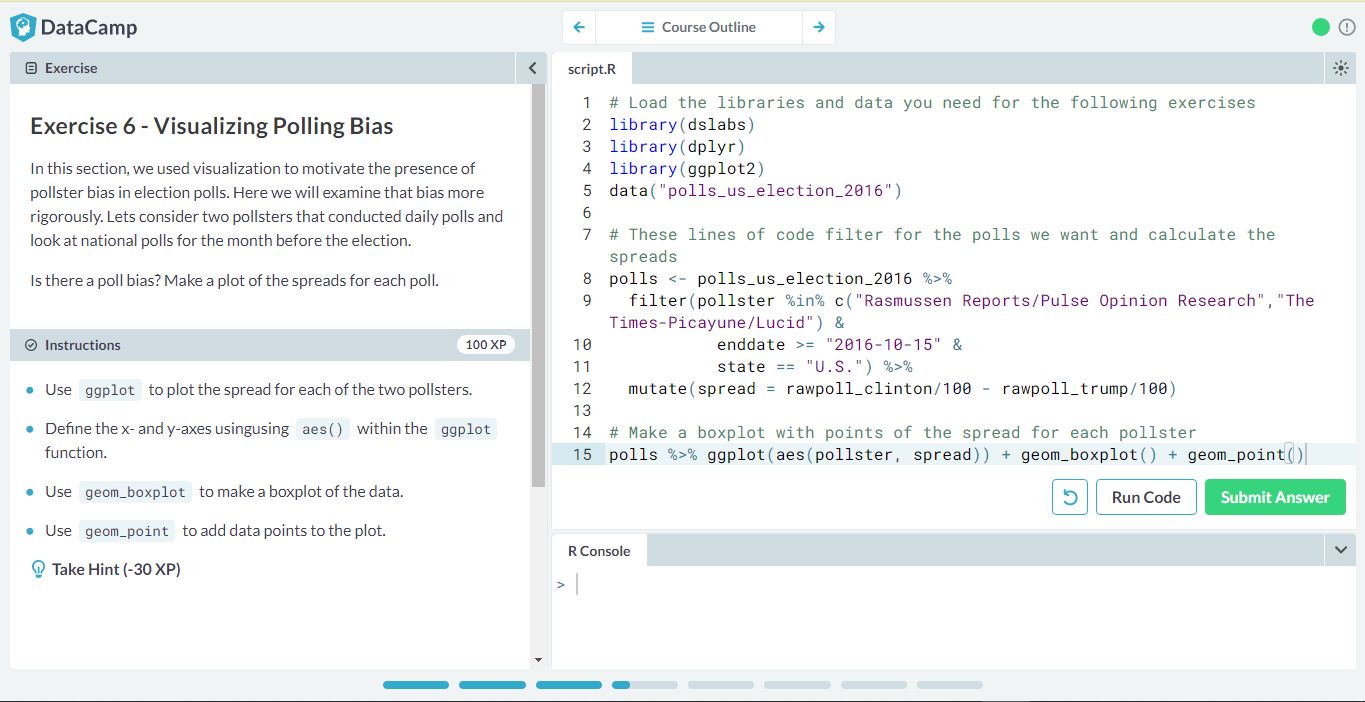 DataCamp
Course Outline
Exercise
Exercise 6 - Visualizing Polling Bias
In this section, we used visualization to motivate the presence of
pollster bias in election polls. Here we will examine that bias more
rigorously. Lets consider two pollsters that conducted daily polls and
look at national polls for the month before the election.
Is there a poll bias? Make a plot of the spreads for each poll.
Instructions
100 XP
Use ggplot to plot the spread for each of the two pollsters.
Define the x- and y-axes usingusing aes() within the ggplot
function.
Use geom_boxplot to make a boxplot of the data.
Use geom_point to add data points to the plot.
Take Hint (-30 XP)
script.R
1 # Load the libraries and data you need for the following exercises
2 library(dslabs)
3 library(dplyr)
4 library(ggplot2)
5 data("polls_us_election_2016")
6
7 # These lines of code filter for the polls we want and calculate the
spreads
8 polls <- polls_us_election_2016 %>%
9 filter(pollster %in% c("Rasmussen Reports/Pulse Opinion Research","The
Times-Picayune/Lucid") &
10 enddate >= "2016-10-15" &
11 state == "U.S.") %>%
12 mutate(spread = rawpoll_clinton/100 - rawpoll_trump/100)
13
14 # Make a boxplot with points of the spread for each pollster
15 polls %>% ggplot(aes(pollster, spread)) + geom_boxplot() + geom_point()
Run Code
Submit Answer
R Console
>